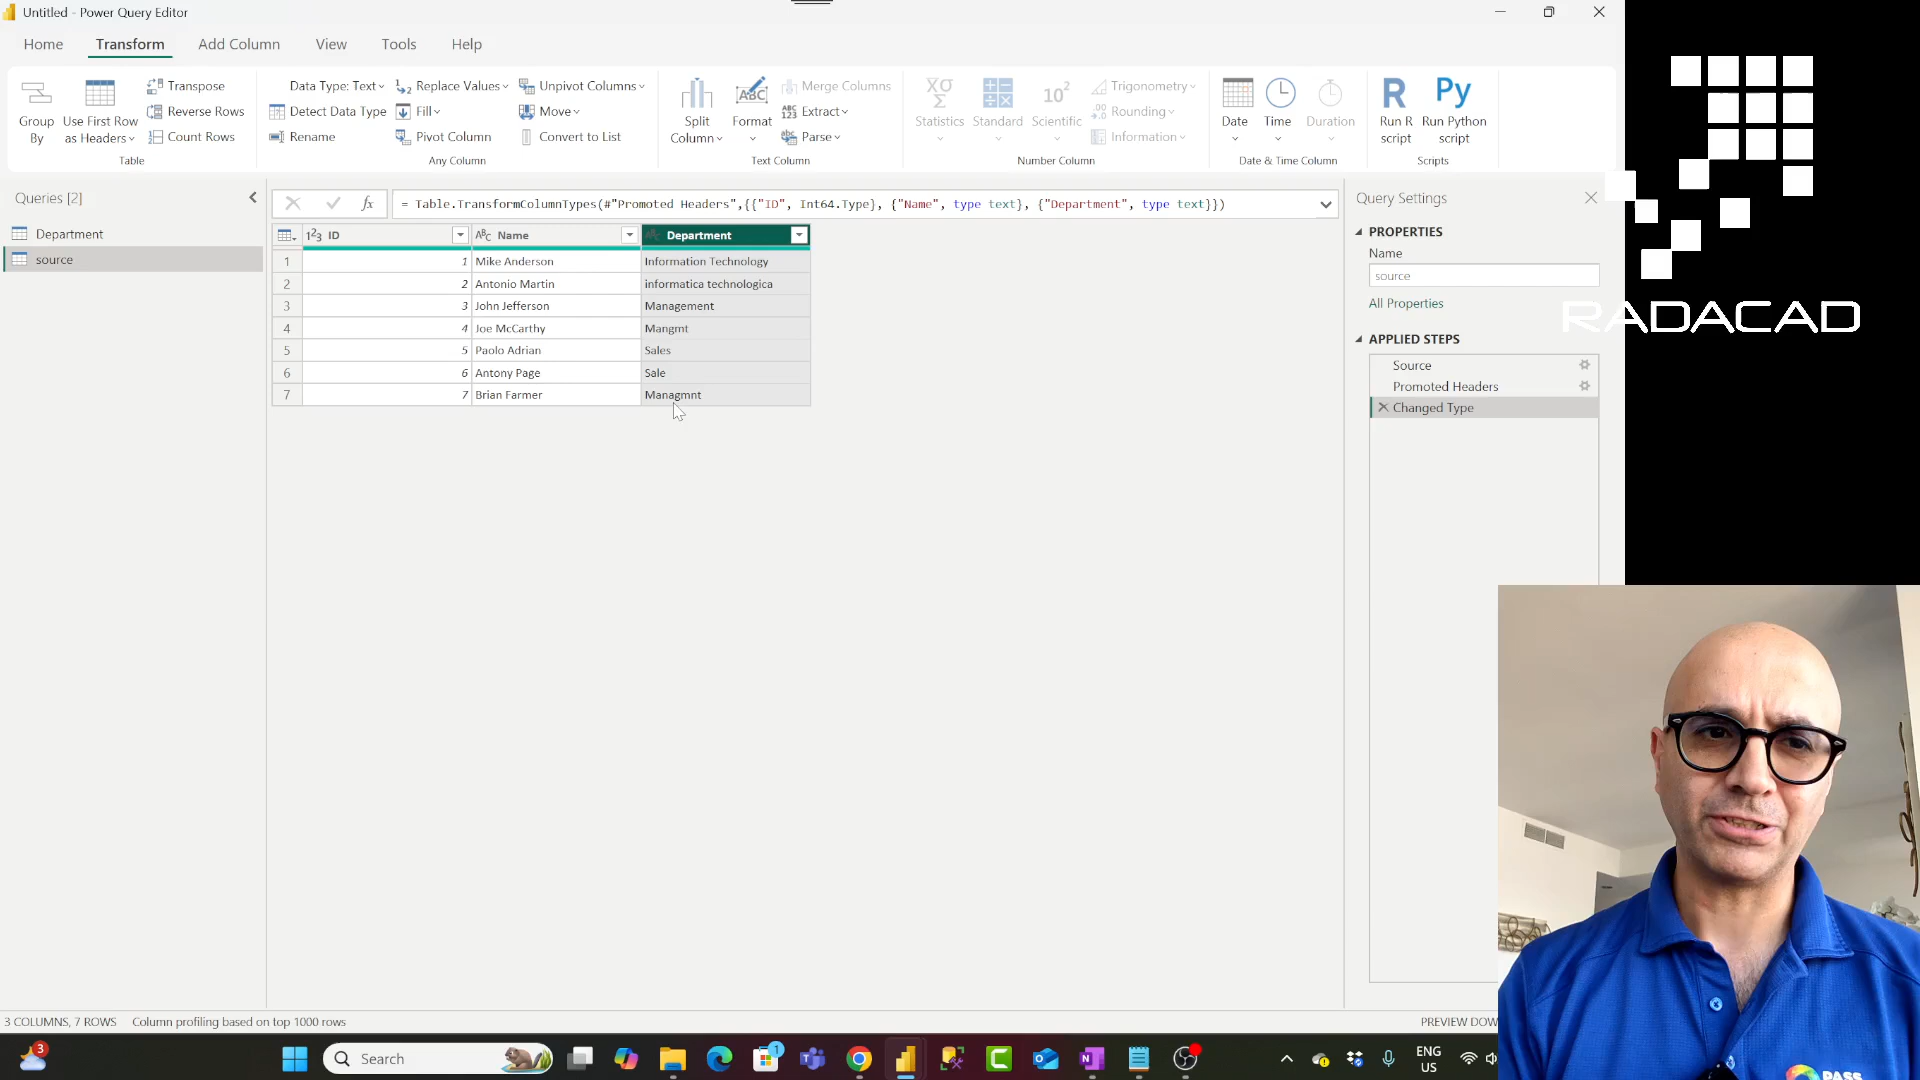 Untitled - Power Query Editor
Home Transform Add Column View Tools Help
Group By
Use First Row as Headers
Transpose
Reverse Rows
Count Rows
Table
Data Type: Text
Detect Data Type
Rename
Replace Values
Fill
Pivot Column
Unpivot Columns
Move
Convert to List
Any Column
Split Column
Format
Merge Columns
Extract
Parse
Text Column
Statistics
Standard
Scientific
Trigonometry
Rounding
Information
Number Column
Date
Time
Duration
Date & Time Column
Run R script
Run Python script
Scripts
Queries [2]
Department
source
= Table.TransformColumnTypes(#"Promoted Headers",{{"ID", Int64.Type}, {"Name", type text}, {"Department", type text}})
ID Name Department
1 1 Mike Anderson Information Technology
2 2 Antonio Martin informatica technologica
3 3 John Jefferson Management
4 4 Joe McCarthy Mangmt
5 5 Paolo Adrian Sales
6 6 Antony Page Sale
7 7 Brian Farmer Managmnt
Query Settings
PROPERTIES
Name
source
All Properties
APPLIED STEPS
Source
Promoted Headers
Changed Type
RADACAD
3 COLUMNS, 7 ROWS Column profiling based on top 1000 rows
PREVIEW DOW
3
Search
1
ENG
US
PASS